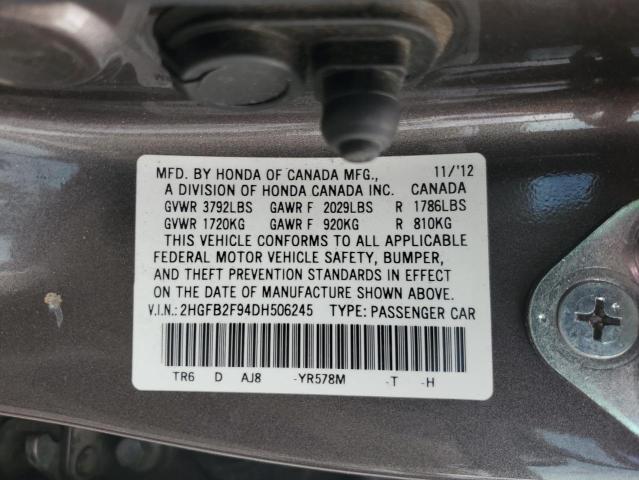 MFD. BY HONDA OF CANADA MFG., 11/'12
A DIVISION OF HONDA CANADA INC. CANADA
GVWR 3792LBS GAWR F 2029LBS R 1786LBS
GVWR 1720KG GAWR F 920KG R 810KG
THIS VEHICLE CONFORMS TO ALL APPLICABLE
FEDERAL MOTOR VEHICLE SAFETY, BUMPER,
AND THEFT PREVENTION STANDARDS IN EFFECT
ON THE DATE OF MANUFACTURE SHOWN ABOVE.
V.I.N.: 2HGFB2F94DH506245 TYPE: PASSENGER CAR
TR6 D AJ8 -YR578M -T -H